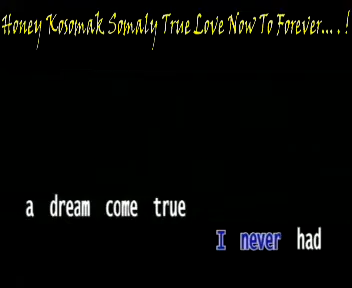 Honey Kosomak Somaly True Love Now To Forever... . !
a dream come true
I never had